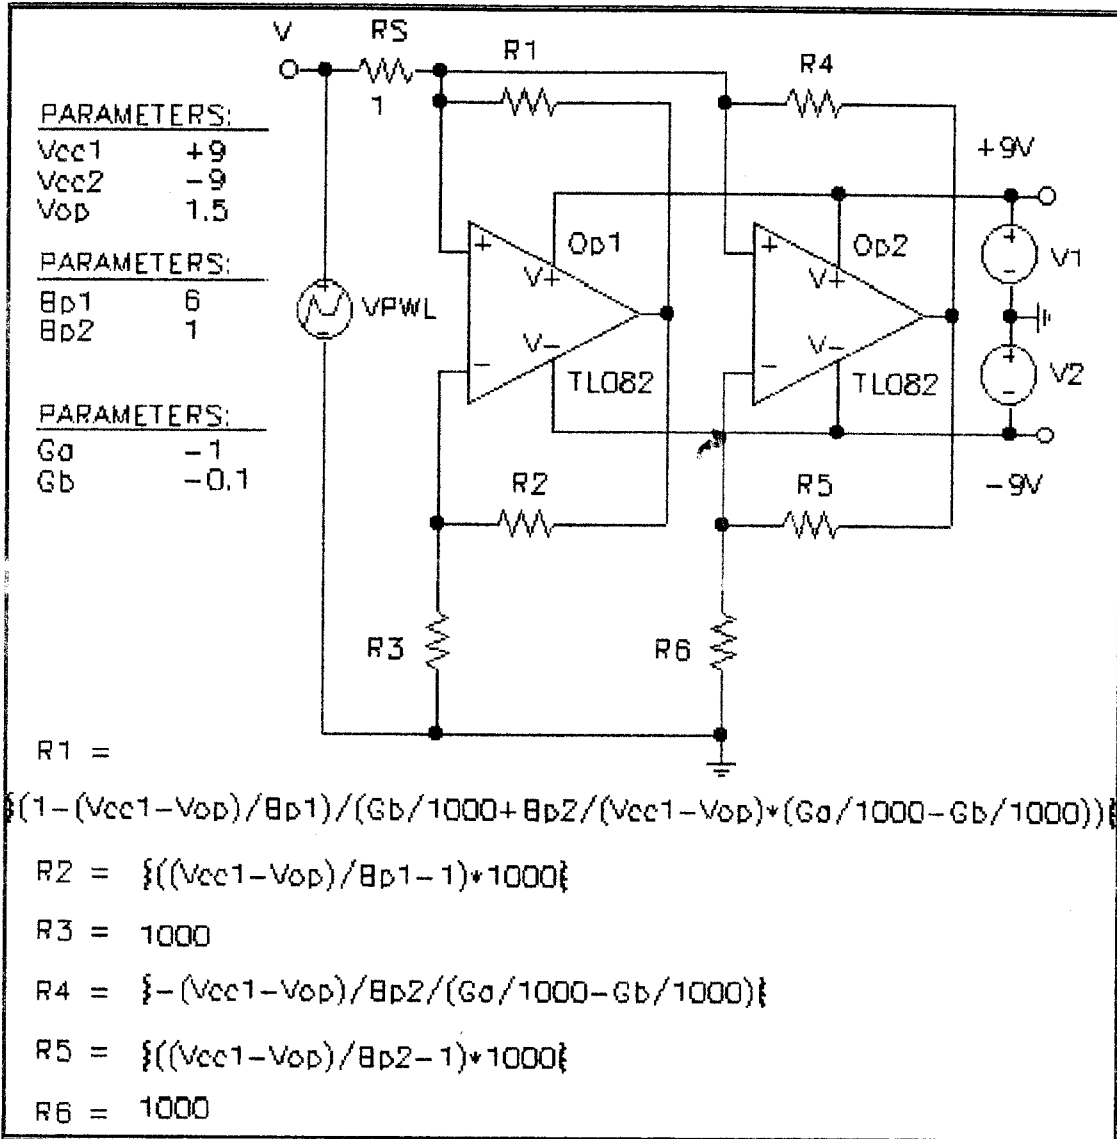 V
RS
1
R1
R4
PARAMETERS:
Vcc1 +9
Vcc2 -9
Vop 1.5
PARAMETERS:
Bp1 6
Bp2 1
PARAMETERS:
Ga -1
Gb -0.1
+9V
+
-
VPWL
+
-
Op1
V+
V-
TL082
+
-
Op2
V+
V-
TL082
+
-
V1
+
-
V2
-9V
R2
R5
R3
R6
R1 =
{(1-(Vcc1-Vop)/Bp1)/(Gb/1000+Bp2/(Vcc1-Vop)*(Ga/1000-Gb/1000))}
R2 = {((Vcc1-Vop)/Bp1-1)*1000}
R3 = 1000
R4 = {-(Vcc1-Vop)/Bp2/(Ga/1000-Gb/1000)}
R5 = {((Vcc1-Vop)/Bp2-1)*1000}
R6 = 1000